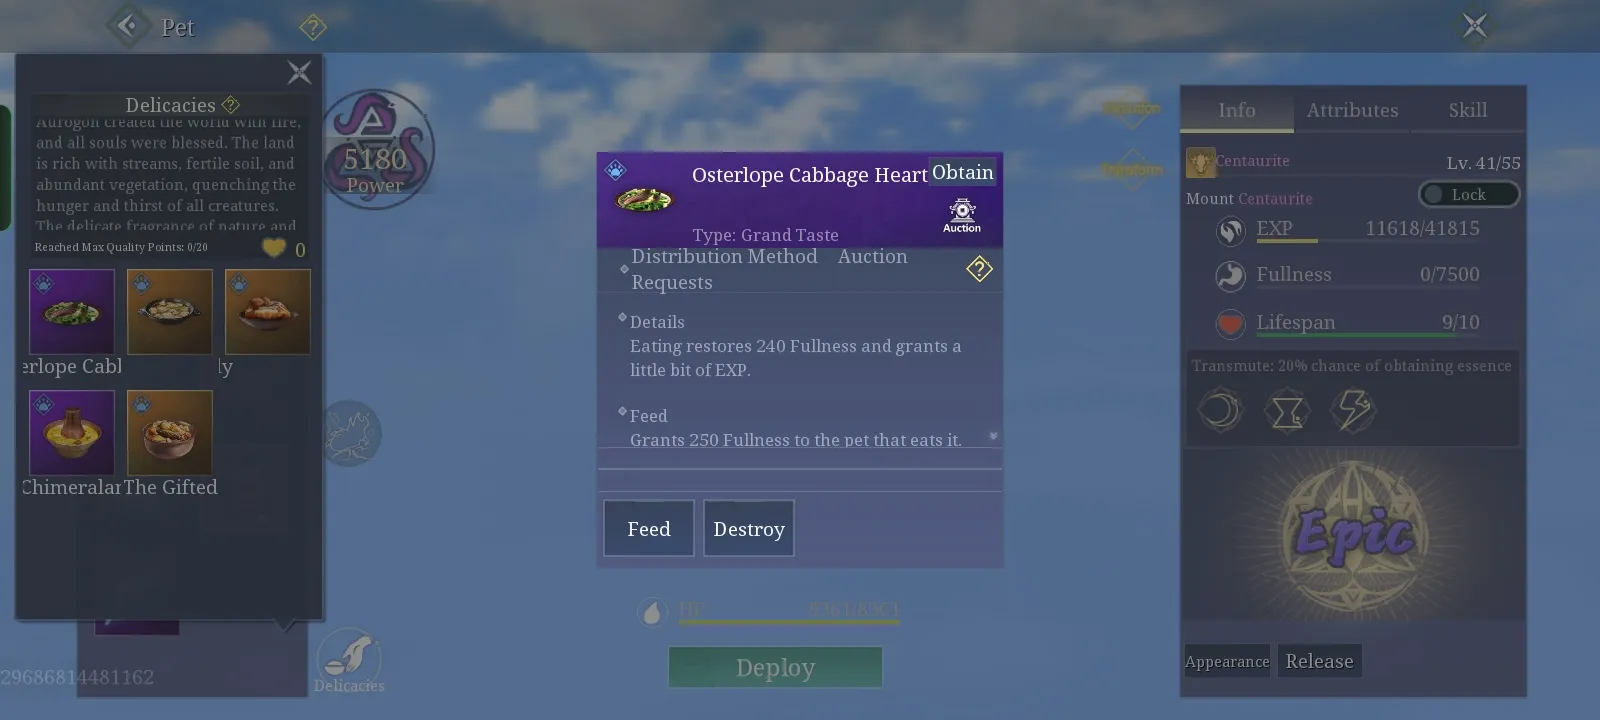 Pet
Delicacies
Aurogon created the world with fire,
and all souls were blessed. The land
is rich with streams, fertile soil, and
abundant vegetation, quenching the
hunger and thirst of all creatures.
The delicate fragrance of nature and
Reached Max Quality Points: 0/20
0
erlope Cabl
ly
Chimeralar
The Gifted
29686814481162
Delicacies
5180
Power
Osterlope Cabbage Heart
Obtain
Auction
Type: Grand Taste
Distribution Method Auction
Requests
Details
Eating restores 240 Fullness and grants a
little bit of EXP.
Feed
Grants 250 Fullness to the pet that eats it.
Feed
Destroy
HP
Deploy
Info
Attributes
Skill
Centaurite
Lv. 41/55
Mount Centaurite
Lock
EXP 11618/41815
Fullness 0/7500
Lifespan 9/10
Transmute: 20% chance of obtaining essence
Epic
Appearance
Release